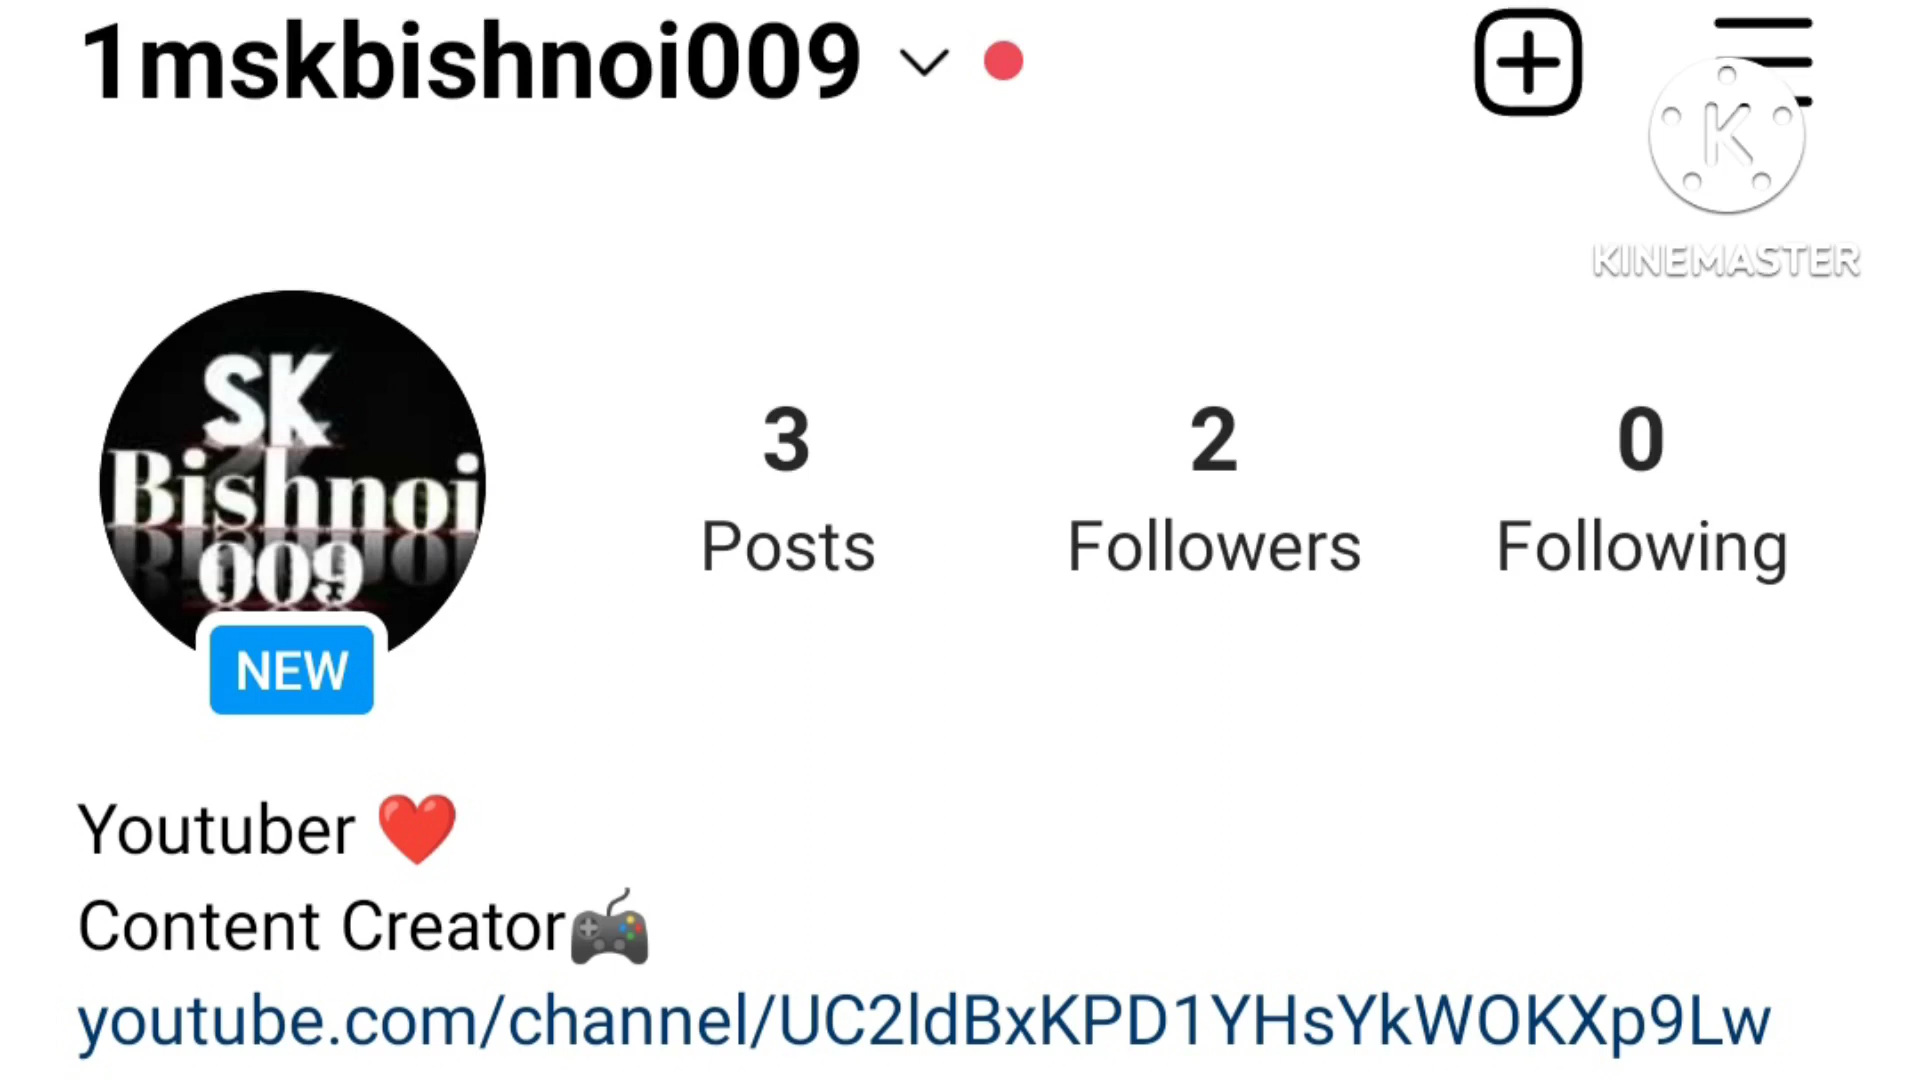 1mskbishnoi009
K
KINEMASTER
SK
Bishnoi
009
NEW
3
Posts
2
Followers
0
Following
Youtuber ❤️
Content Creator🎮
youtube.com/channel/UC2ldBxKPD1YHsYkWOKXp9Lw